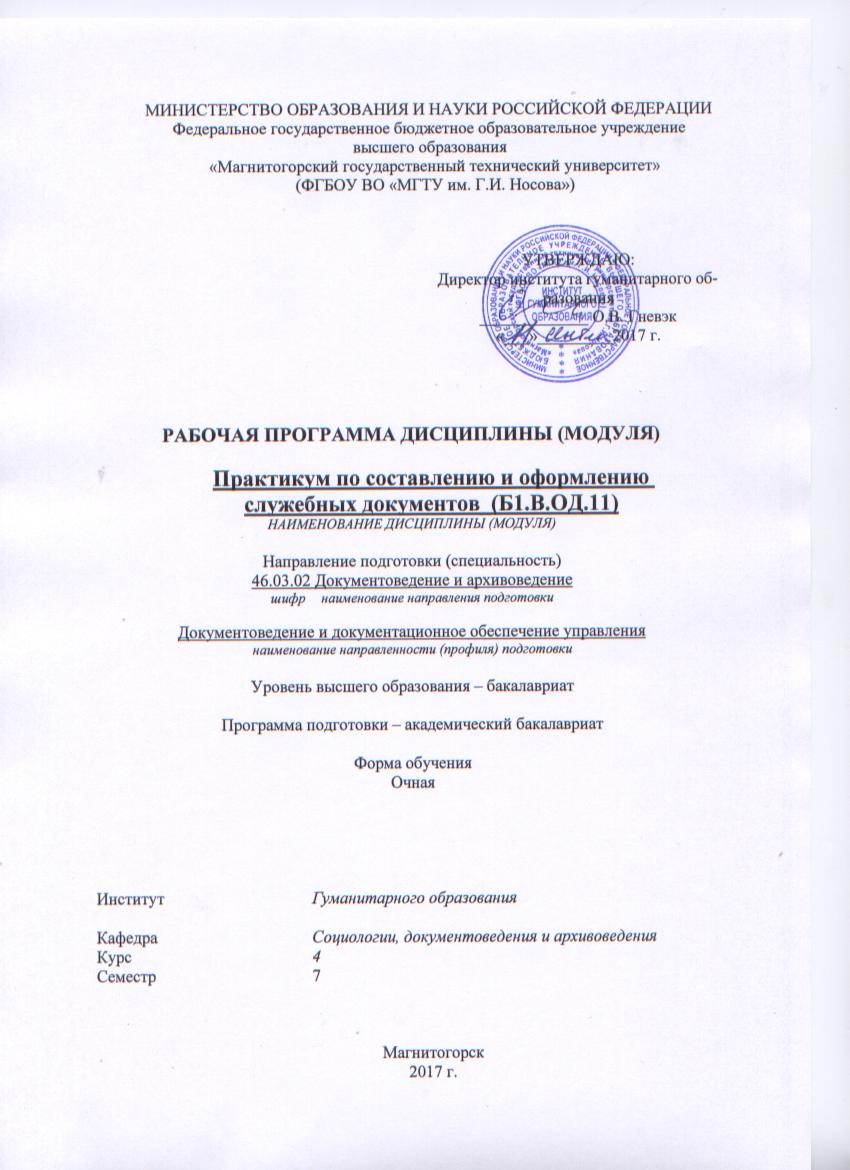 МИНИСТЕРСТВО ОБРАЗОВАНИЯ И НАУКИ РОССИЙСКОЙ ФЕДЕРАЦИИ
Федеральное государственное бюджетное образовательное учреждение
высшего образования
«Магнитогорский государственный технический университет»
(ФГБОУ ВО «МГТУ им. Г.И. Носова»)
УТВЕРЖДАЮ:
Директор института гуманитарного об-
разования
О.В. Гневэк
2017 г.
ИНСТИТУТ
ГУМАНИТАРНОГО
ОБРАЗОВАНИЯ
РАБОЧАЯ ПРОГРАММА ДИСЦИПЛИНЫ (МОДУЛЯ)
Практикум по составлению и оформлению
служебных документов (Б1.В.ОД.11)
НАИМЕНОВАНИЕ ДИСЦИПЛИНЫ (МОДУЛЯ)
Направление подготовки (специальность)
46.03.02 Документоведение и архивоведение
шифр наименование направления подготовки
Документоведение и документационное обеспечение управления
наименование направленности (профиля) подготовки
Уровень высшего образования – бакалавриат
Программа подготовки – академический бакалавриат
Форма обучения
Очная
Институт Гуманитарного образования
Кафедра Социологии, документоведения и архивоведения
Курс 4
Семестр 7
Магнитогорск
2017 г.